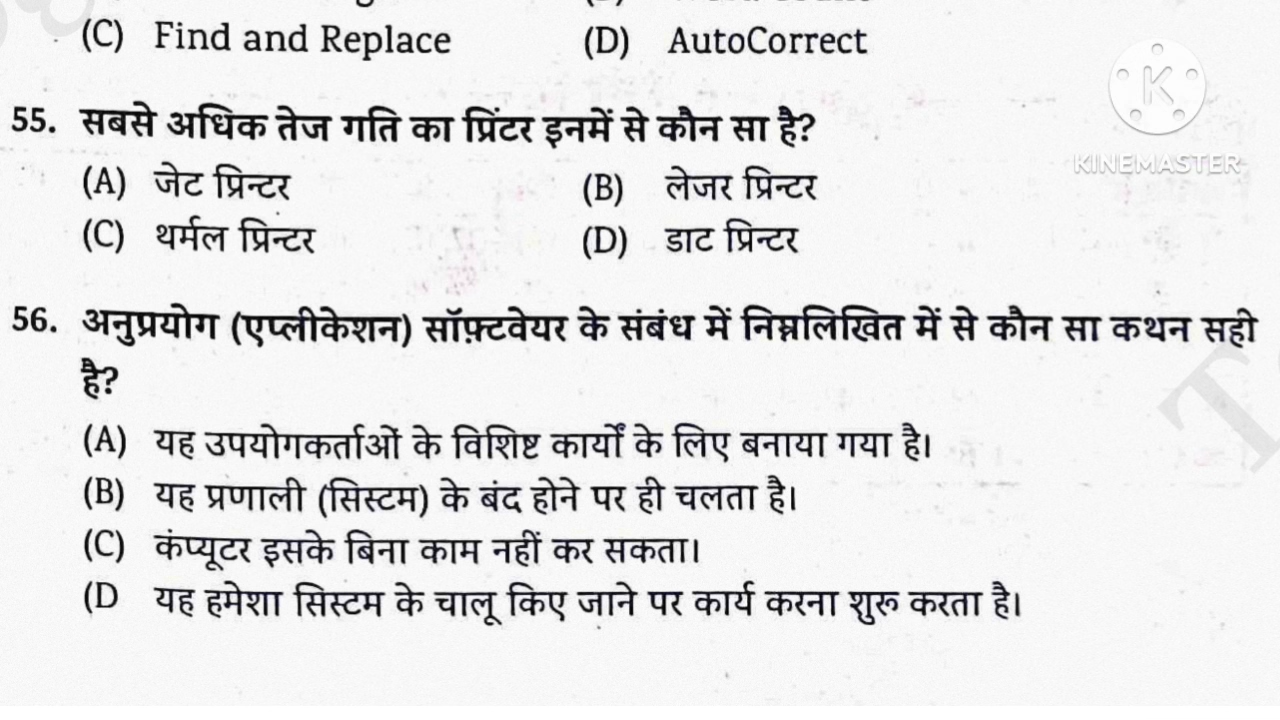 (C) Find and Replace (D) AutoCorrect
55. सबसे अधिक तेज गति का प्रिंटर इनमें से कौन सा है?
(A) जेट प्रिन्टर (B) लेजर प्रिन्टर
(C) थर्मल प्रिन्टर (D) डाट प्रिन्टर
K
KINEMASTER
56. अनुप्रयोग (एप्लीकेशन) सॉफ़्टवेयर के संबंध में निम्नलिखित में से कौन सा कथन सही
है?
(A) यह उपयोगकर्ताओं के विशिष्ट कार्यों के लिए बनाया गया है।
(B) यह प्रणाली (सिस्टम) के बंद होने पर ही चलता है।
(C) कंप्यूटर इसके बिना काम नहीं कर सकता।
(D यह हमेशा सिस्टम के चालू किए जाने पर कार्य करना शुरू करता है।